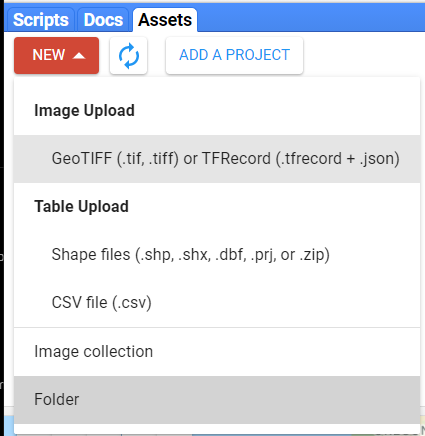 Scripts Docs Assets
NEW ADD A PROJECT
Image Upload
GeoTIFF (.tif, .tiff) or TFRecord (.tfrecord + .json)
Table Upload
Shape files (.shp, .shx, .dbf, .prj, or .zip)
CSV file (.csv)
Image collection
Folder